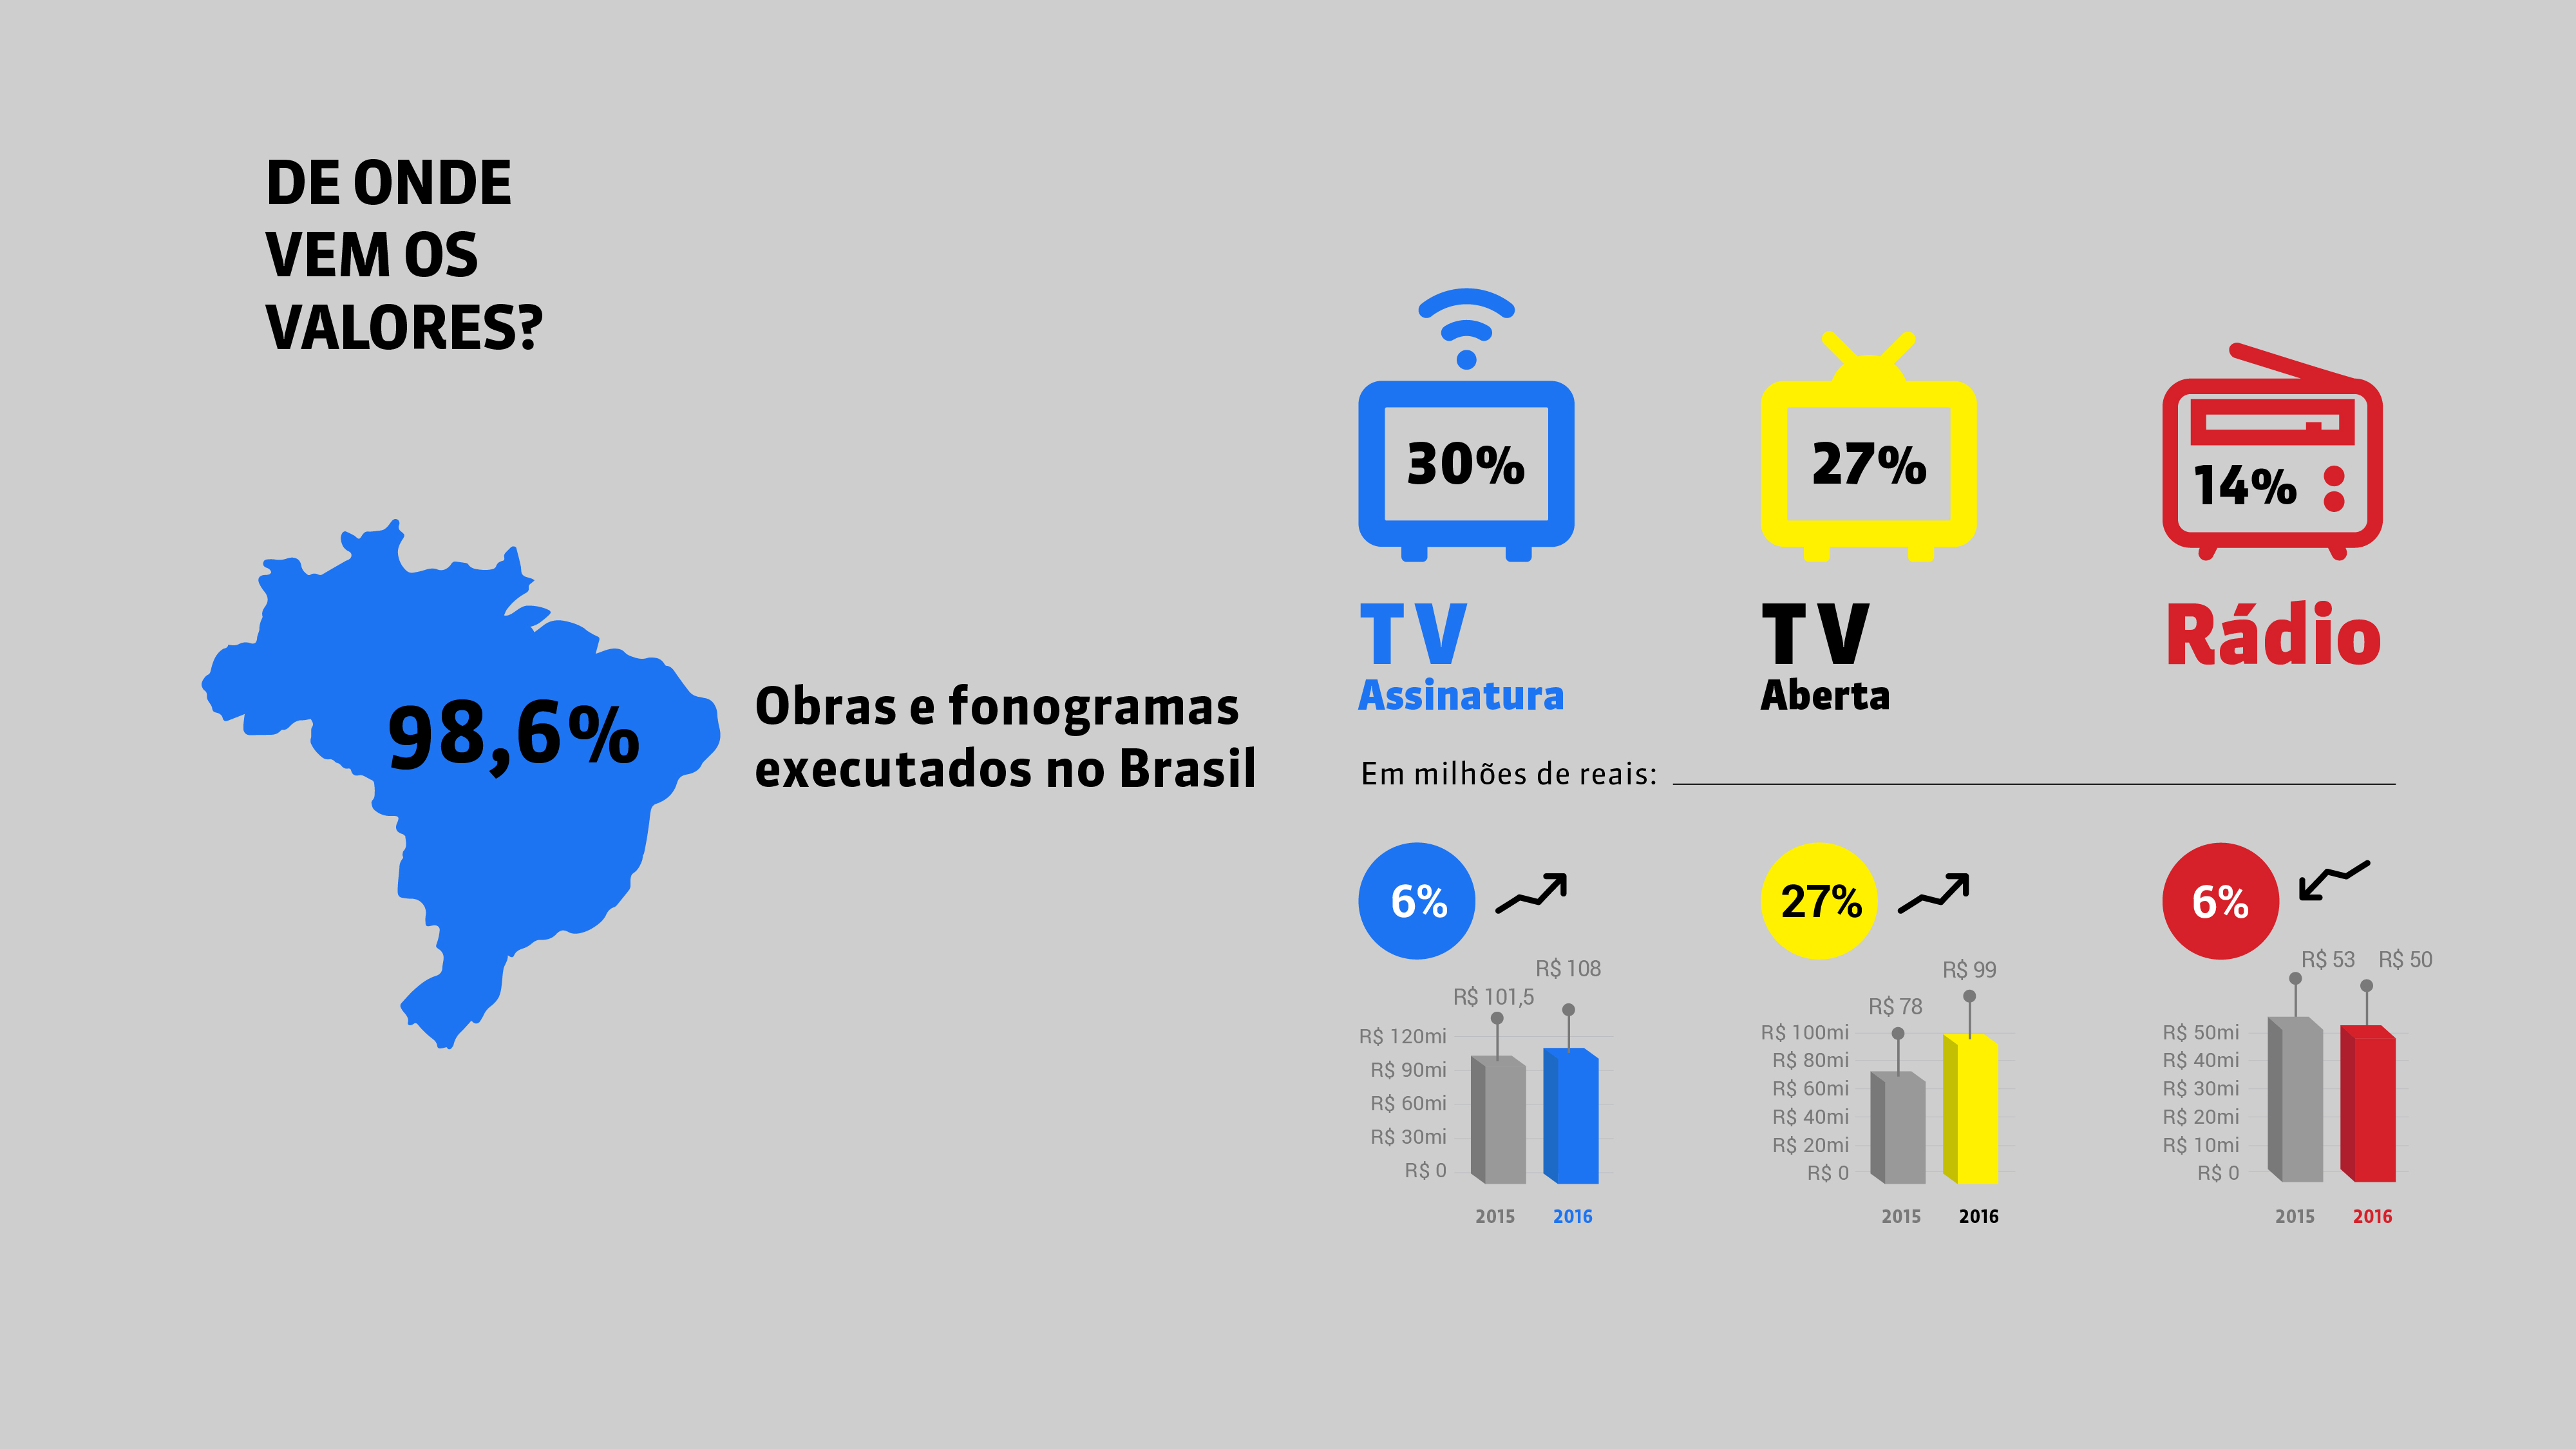 DE ONDE
VEM OS
VALORES?
98,6%
Obras e fonogramas
executados no Brasil
30%
TV
Assinatura
27%
TV
Aberta
14%
Rádio
Em milhões de reais:
6%
R$ 101,5
R$ 108
R$ 120mi
R$ 90mi
R$ 60mi
R$ 30mi
R$ 0
2015
2016
27%
R$ 78
R$ 99
R$ 100mi
R$ 80mi
R$ 60mi
R$ 40mi
R$ 20mi
R$ 0
2015
2016
6%
R$ 53
R$ 50
R$ 50mi
R$ 40mi
R$ 30mi
R$ 20mi
R$ 10mi
R$ 0
2015
2016